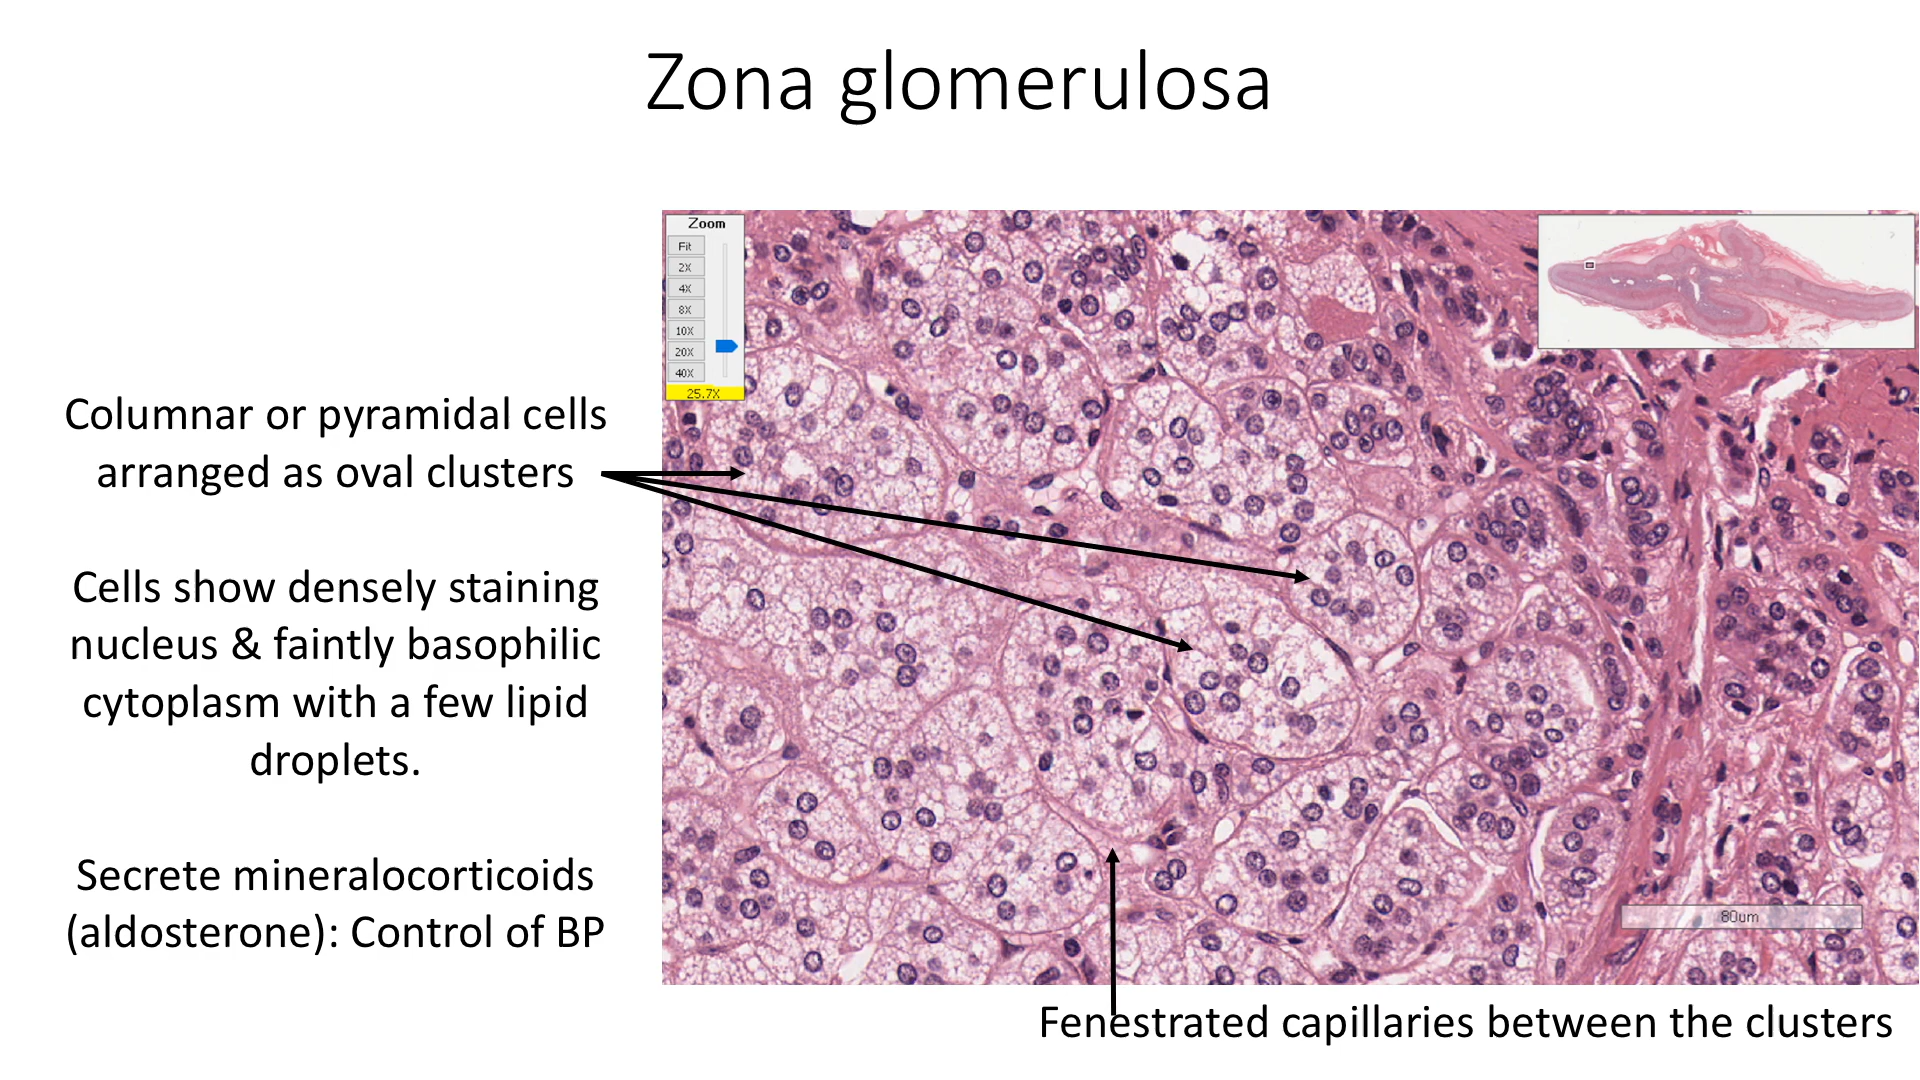 Zona glomerulosa
Zoom
Fit
2X
4X
8X
10X
20X
40X
25.7X
Columnar or pyramidal cells
arranged as oval clusters
Cells show densely staining
nucleus & faintly basophilic
cytoplasm with a few lipid
droplets.
Secrete mineralocorticoids
(aldosterone): Control of BP
80um
Fenestrated capillaries between the clusters